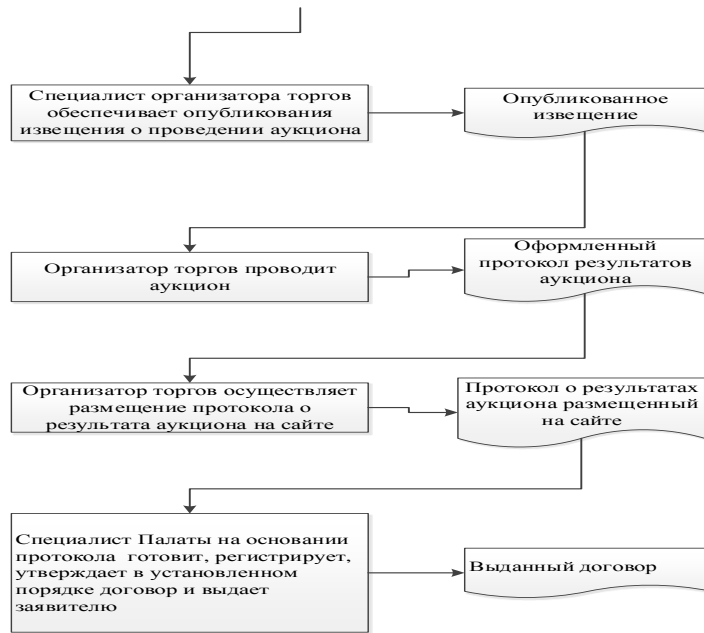 Специалист организатора торгов
обеспечивает опубликования
извещения о проведении аукциона
Опубликованное
извещение
Организатор торгов проводит
аукцион
Оформленный
протокол результатов
аукциона
Организатор торгов осуществляет
размещение протокола о
результата аукциона на сайте
Протокол о результатах
аукциона размещенный
на сайте
Специалист Палаты на основании
протокола готовит, регистрирует,
утверждает в установленном
порядке договор и выдает
заявителю
Выданный договор